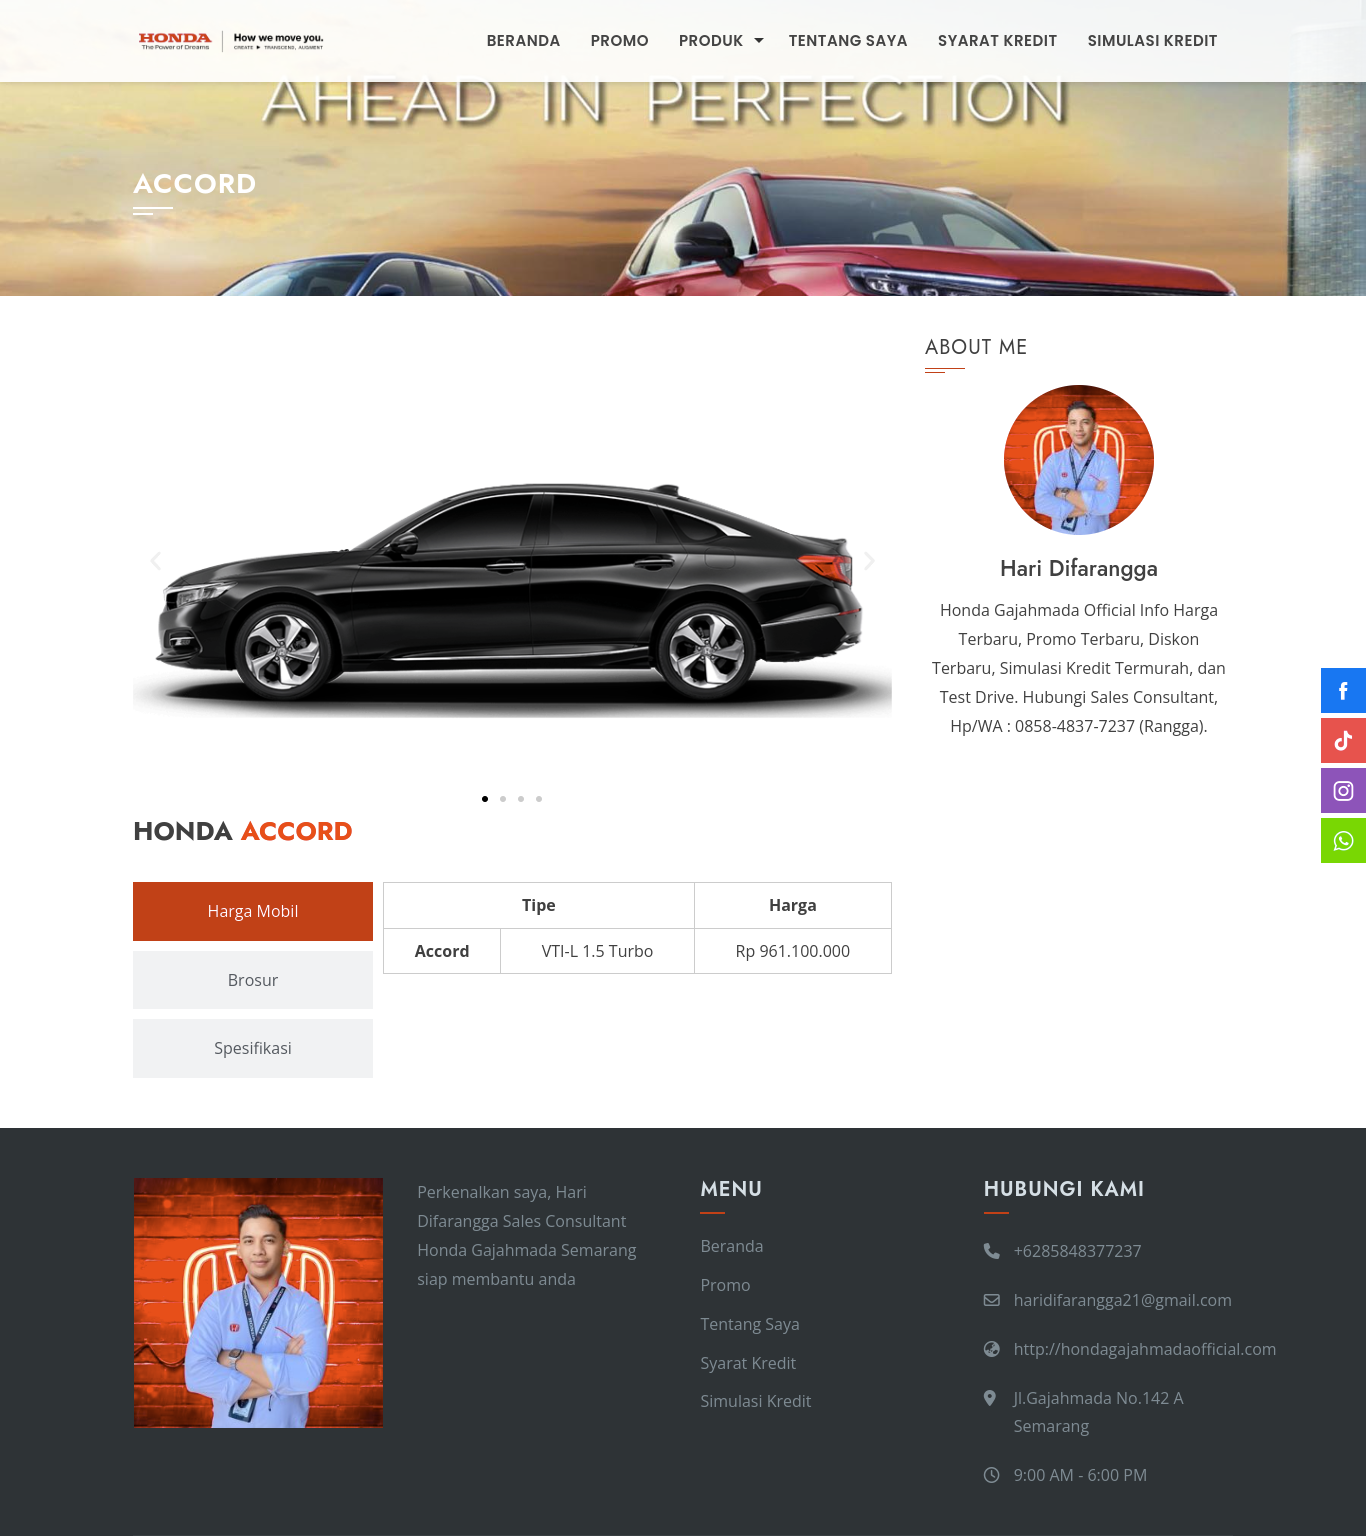 HONDA
The Power of Dreams
How we move you.
CREATE ▶ TRANSCEND, AUGMENT
BERANDA
PROMO
PRODUK
TENTANG SAYA
SYARAT KREDIT
SIMULASI KREDIT
AHEAD IN PERFECTION
ACCORD
ABOUT ME
Hari Difarangga
Honda Gajahmada Official Info Harga
Terbaru, Promo Terbaru, Diskon
Terbaru, Simulasi Kredit Termurah, dan
Test Drive. Hubungi Sales Consultant,
Hp/WA : 0858-4837-7237 (Rangga).
HONDA ACCORD
Harga Mobil
Brosur
Spesifikasi
Tipe Harga
Accord VTI-L 1.5 Turbo Rp 961.100.000
Perkenalkan saya, Hari
Difarangga Sales Consultant
Honda Gajahmada Semarang
siap membantu anda
MENU
Beranda
Promo
Tentang Saya
Syarat Kredit
Simulasi Kredit
HUBUNGI KAMI
+6285848377237
haridifarangga21@gmail.com
http://hondagajahmadaofficial.com
Jl.Gajahmada No.142 A
Semarang
9:00 AM - 6:00 PM